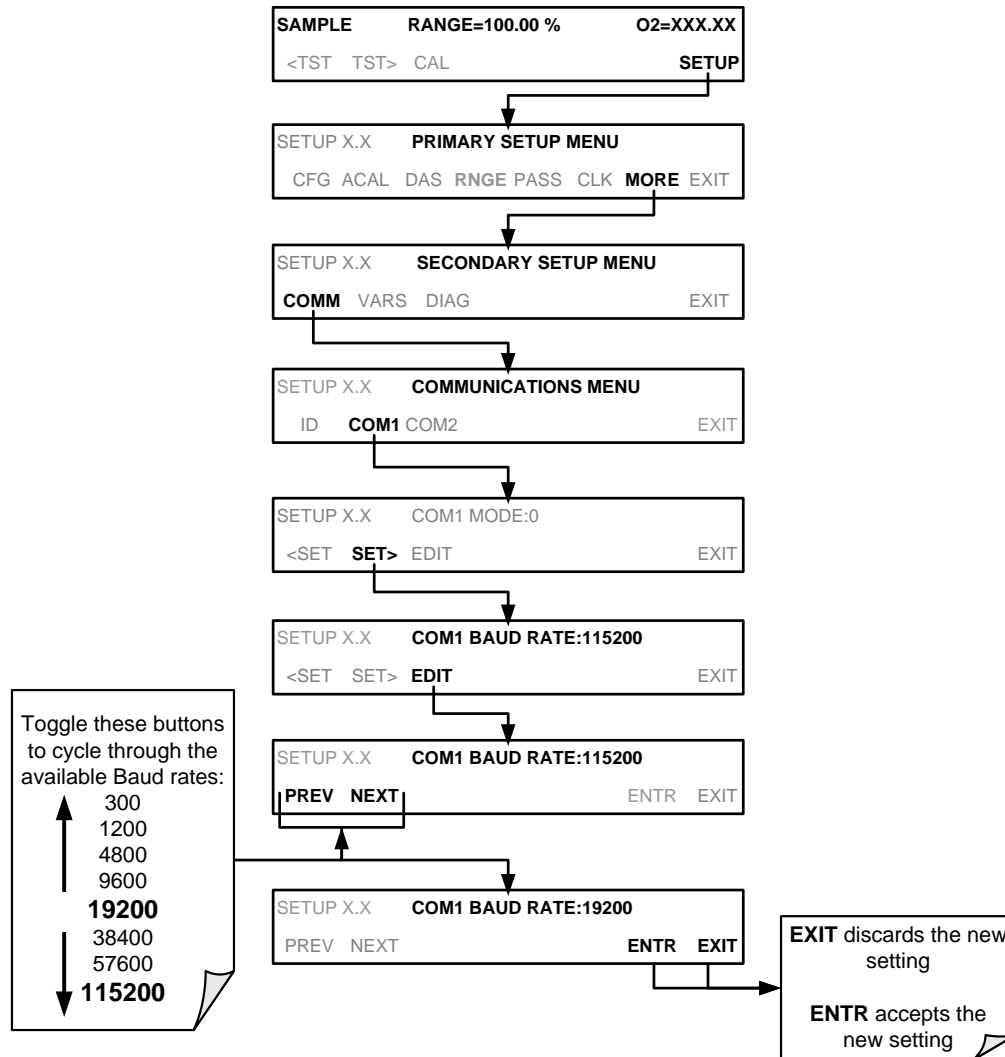 SAMPLE RANGE=100.00 % O2=XXX.XX
<TST TST> CAL SETUP
SETUP X.X PRIMARY SETUP MENU
CFG ACAL DAS RNGE PASS CLK MORE EXIT
SETUP X.X SECONDARY SETUP MENU
COMM VARS DIAG EXIT
SETUP X.X COMMUNICATIONS MENU
ID COM1 COM2 EXIT
SETUP X.X COM1 MODE:0
<SET SET> EDIT EXIT
SETUP X.X COM1 BAUD RATE:115200
<SET SET> EDIT EXIT
Toggle these buttons
to cycle through the
available Baud rates:
300
1200
4800
9600
19200
38400
57600
115200
SETUP X.X COM1 BAUD RATE:115200
PREV NEXT ENTR EXIT
SETUP X.X COM1 BAUD RATE:19200
PREV NEXT ENTR EXIT
EXIT discards the new
setting
ENTR accepts the
new setting